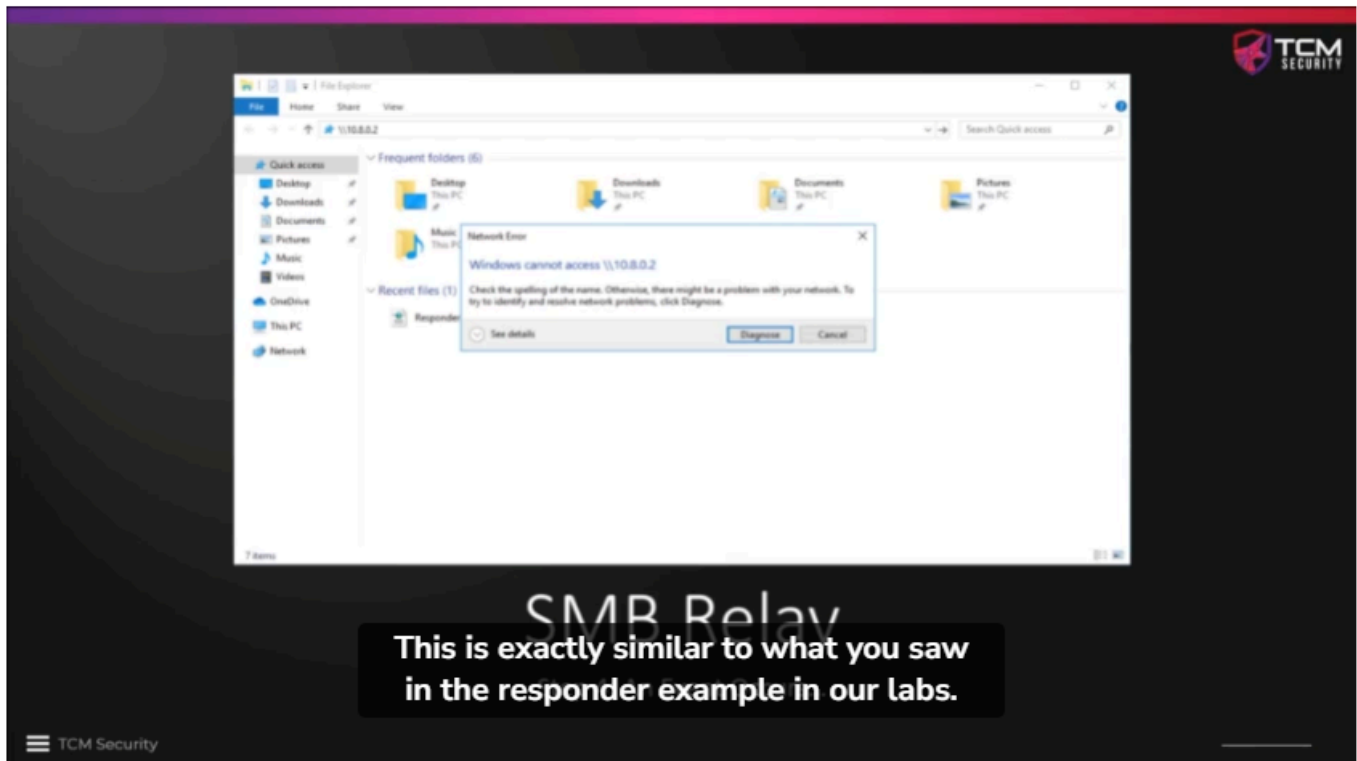 TCM
SECURITY
File Explorer
File Home Share View
\\10.8.0.2
Search Quick access
Quick access
Desktop
Downloads
Documents
Pictures
Music
Videos
OneDrive
This PC
Network
Frequent folders (6)
Desktop
This PC
Downloads
This PC
Documents
This PC
Pictures
This PC
Music
This PC
Recent files (1)
Responder
Network Error
Windows cannot access \\10.8.0.2
Check the spelling of the name. Otherwise, there might be a problem with your network. To
try to identify and resolve network problems, click Diagnose.
See details
Diagnose
Cancel
7 items
SMB Relay
This is exactly similar to what you saw
in the responder example in our labs.
TCM Security